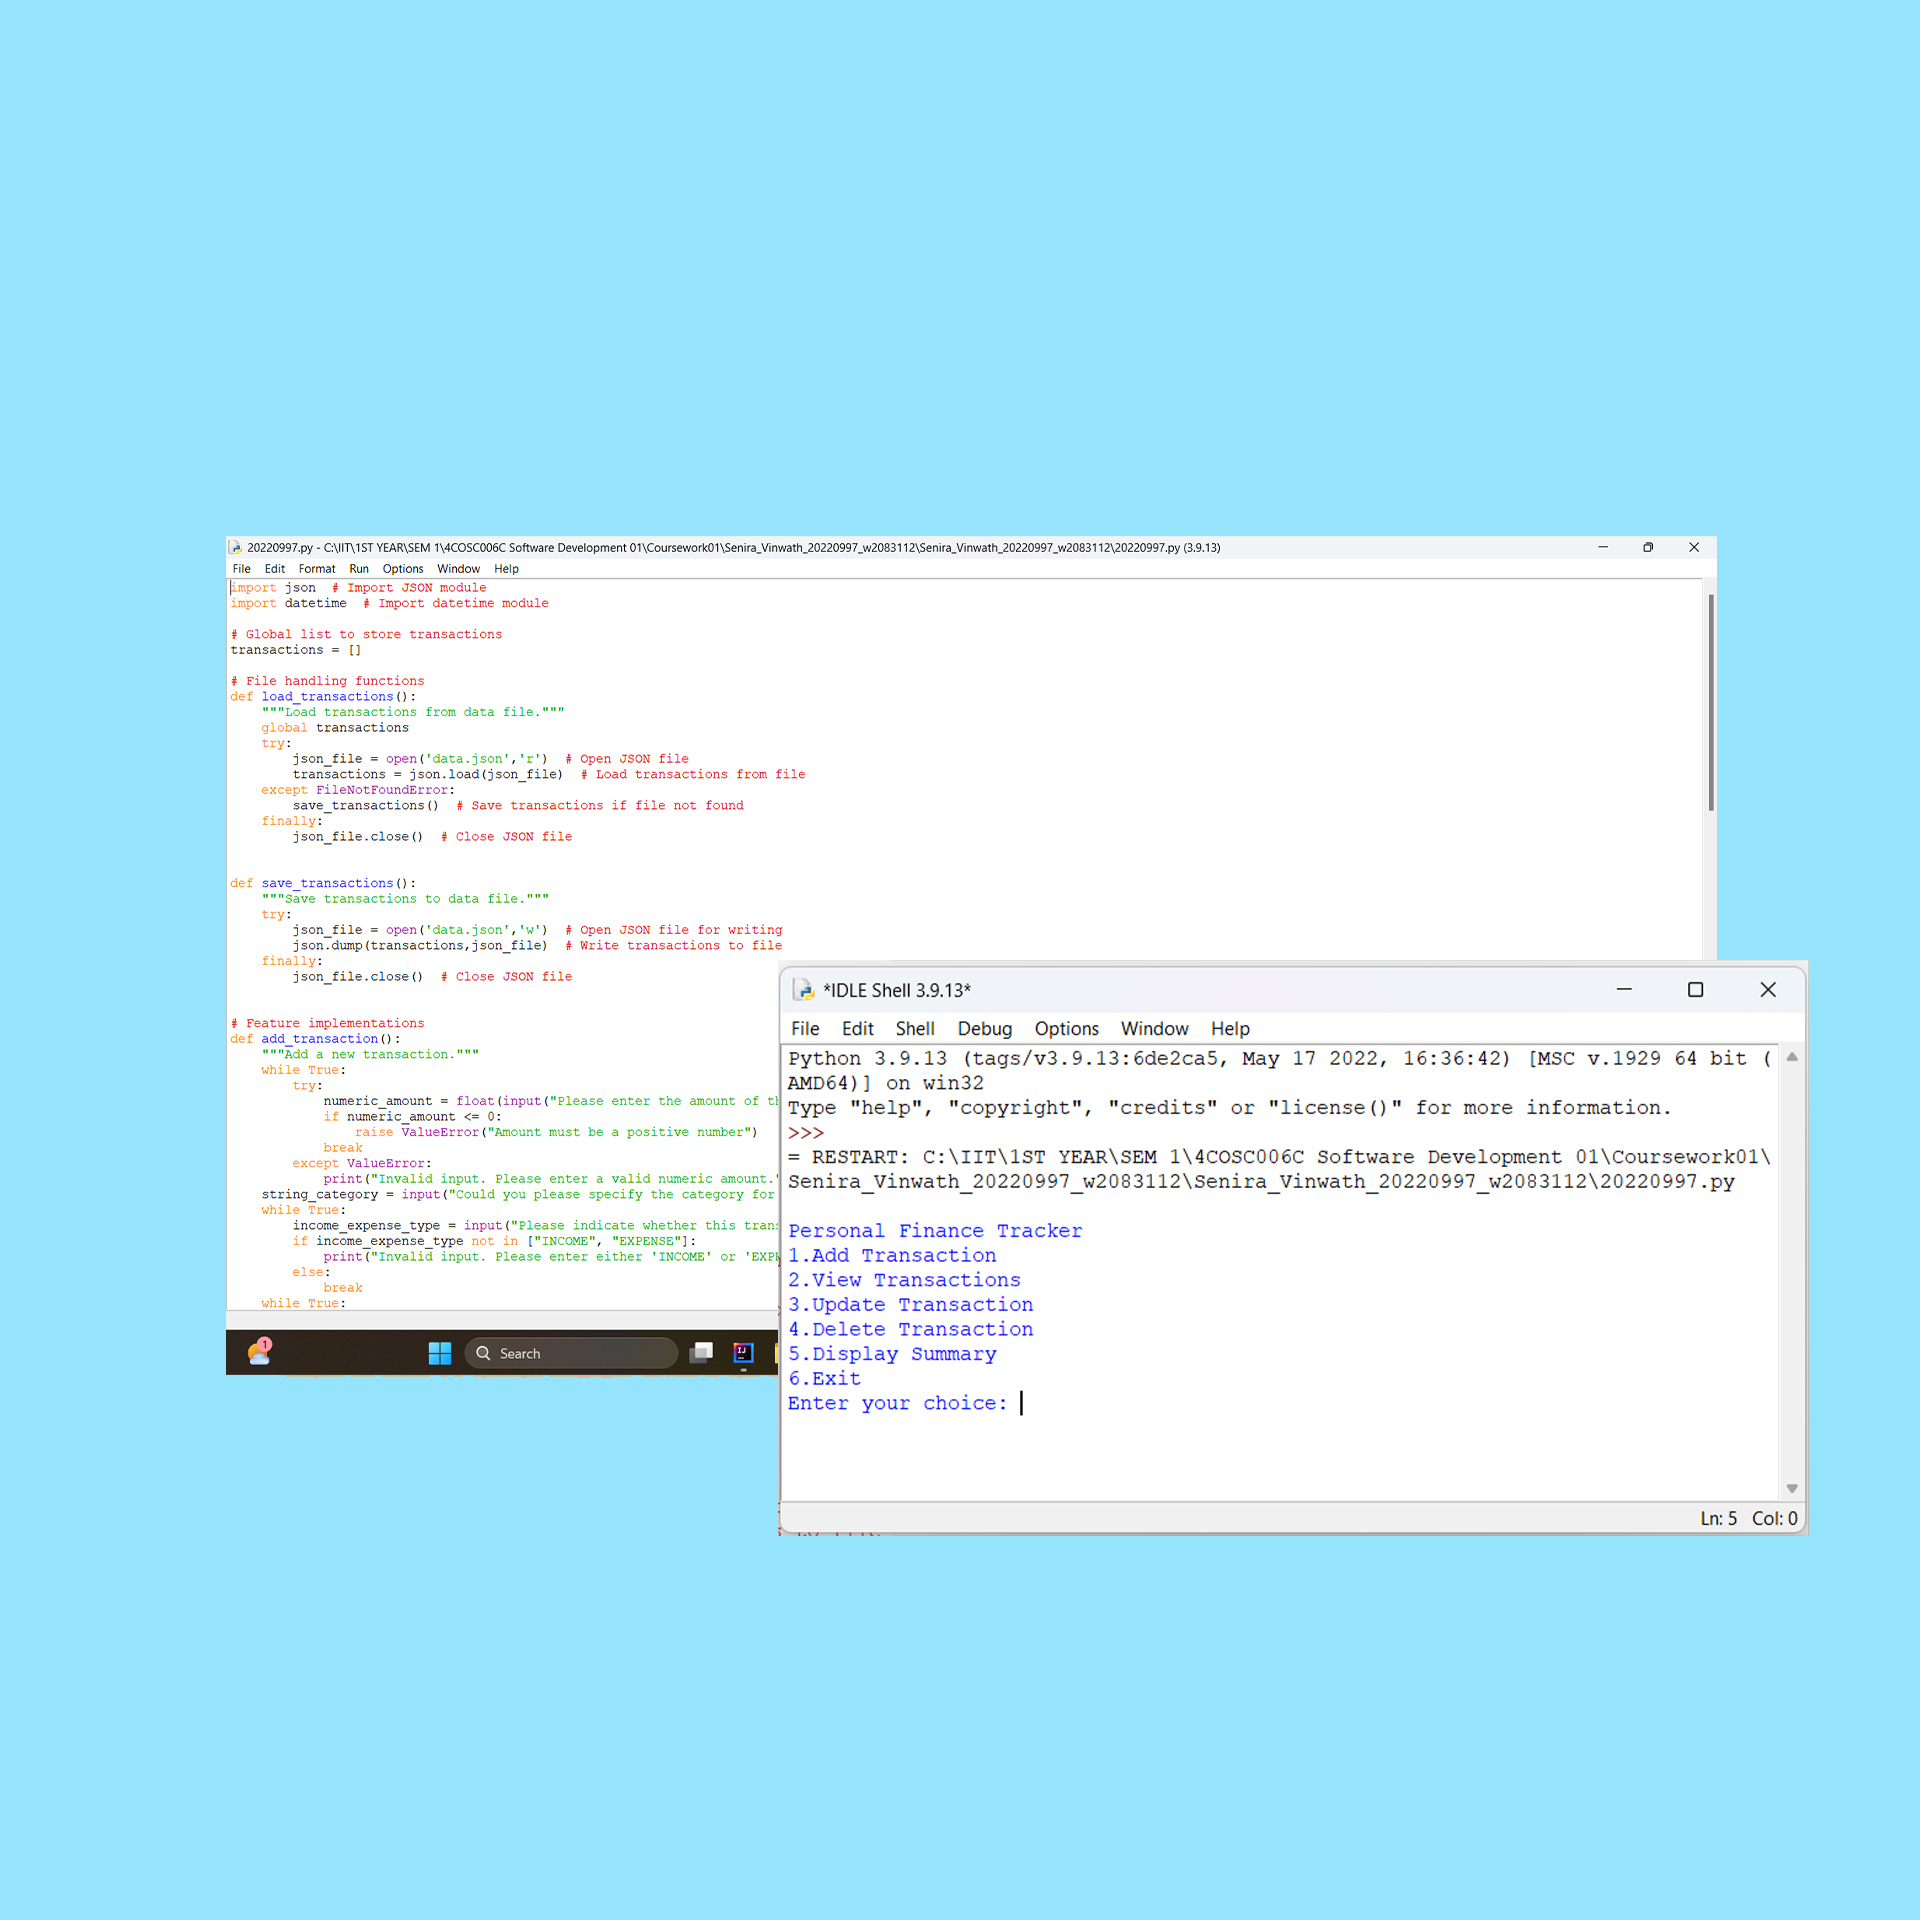 20220997.py - C:\IIT\1ST YEAR\SEM 1\4COSC006C Software Development 01\Coursework01\Senira_Vinwath_20220997_w2083112\Senira_Vinwath_20220997_w2083112\20220997.py (3.9.13)
File Edit Format Run Options Window Help
import json  # Import JSON module
import datetime  # Import datetime module
# Global list to store transactions
transactions = []
# File handling functions
def load_transactions():
    """Load transactions from data file."""
    global transactions
    try:
        json_file = open('data.json','r')  # Open JSON file
        transactions = json.load(json_file)  # Load transactions from file
    except FileNotFoundError:
        save_transactions()  # Save transactions if file not found
    finally:
        json_file.close()  # Close JSON file
def save_transactions():
    """Save transactions to data file."""
    try:
        json_file = open('data.json','w')  # Open JSON file for writing
        json.dump(transactions,json_file)  # Write transactions to file
    finally:
        json_file.close()  # Close JSON file
# Feature implementations
def add_transaction():
    """Add a new transaction."""
    while True:
        try:
            numeric_amount = float(input("Please enter the amount of
            if numeric_amount <= 0:
                raise ValueError("Amount must be a positive number")
            break
        except ValueError:
            print("Invalid input. Please enter a valid numeric amount.
    string_category = input("Could you please specify the category for
    while True:
        income_expense_type = input("Please indicate whether this
        if income_expense_type not in ["INCOME", "EXPENSE"]:
            print("Invalid input. Please enter either 'INCOME' or
        else:
            break
    while True:
1
Search
IJ
*IDLE Shell 3.9.13*
File Edit Shell Debug Options Window Help
Python 3.9.13 (tags/v3.9.13:6de2ca5, May 17 2022, 16:36:42) [MSC v.1929 64 bit (
AMD64)] on win32
Type "help", "copyright", "credits" or "license()" for more information.
>>>
= RESTART: C:\IIT\1ST YEAR\SEM 1\4COSC006C Software Development 01\Coursework01\
Senira_Vinwath_20220997_w2083112\Senira_Vinwath_20220997_w2083112\20220997.py
Personal Finance Tracker
1.Add Transaction
2.View Transactions
3.Update Transaction
4.Delete Transaction
5.Display Summary
6.Exit
Enter your choice:
Ln: 5 Col: 0